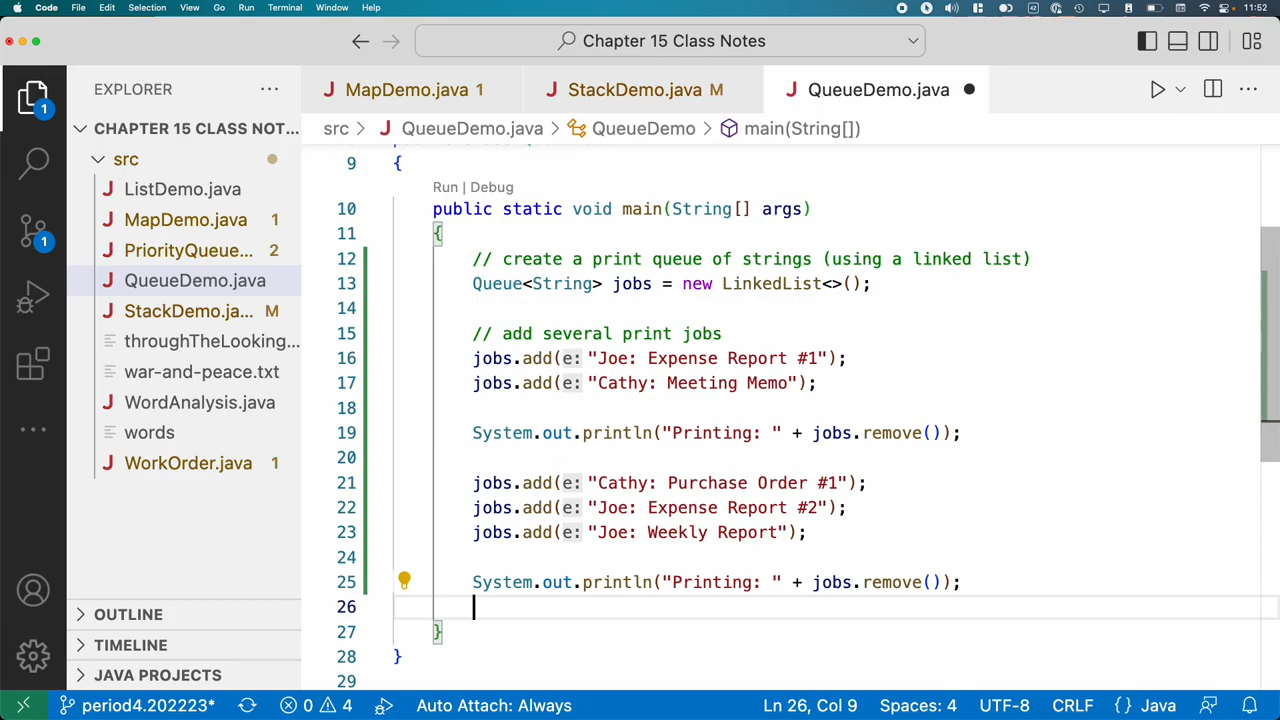 Code File Edit Selection View Go Run Terminal Window Help 11:52
Chapter 15 Class Notes
EXPLORER
MapDemo.java 1 StackDemo.java M QueueDemo.java
CHAPTER 15 CLASS NOT...
src > QueueDemo.java > QueueDemo > main(String[])
src
ListDemo.java
MapDemo.java 1
PriorityQueue... 2
QueueDemo.java
StackDemo.ja... M
throughTheLooking...
war-and-peace.txt
WordAnalysis.java
words
WorkOrder.java 1
OUTLINE
TIMELINE
JAVA PROJECTS
1
1
9 {
Run | Debug
10 public static void main(String[] args)
11 {
12 // create a print queue of strings (using a linked list)
13 Queue<String> jobs = new LinkedList<>();
14
15 // add several print jobs
16 jobs.add(e:"Joe: Expense Report #1");
17 jobs.add(e:"Cathy: Meeting Memo");
18
19 System.out.println("Printing: " + jobs.remove());
20
21 jobs.add(e:"Cathy: Purchase Order #1");
22 jobs.add(e:"Joe: Expense Report #2");
23 jobs.add(e:"Joe: Weekly Report");
24
25 System.out.println("Printing: " + jobs.remove());
26
27 }
28 }
29
period4.202223* 0 4 Auto Attach: Always Ln 26, Col 9 Spaces: 4 UTF-8 CRLF {} Java